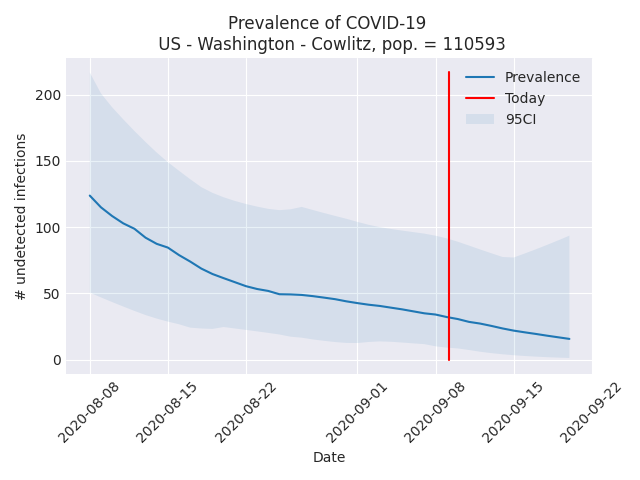 Prevalence of COVID-19
US - Washington - Cowlitz, pop. = 110593
Prevalence
Today
95CI
# undetected infections
200
150
100
50
0
2020-08-08
2020-08-15
2020-08-22
2020-09-01
2020-09-08
2020-09-15
2020-09-22
Date